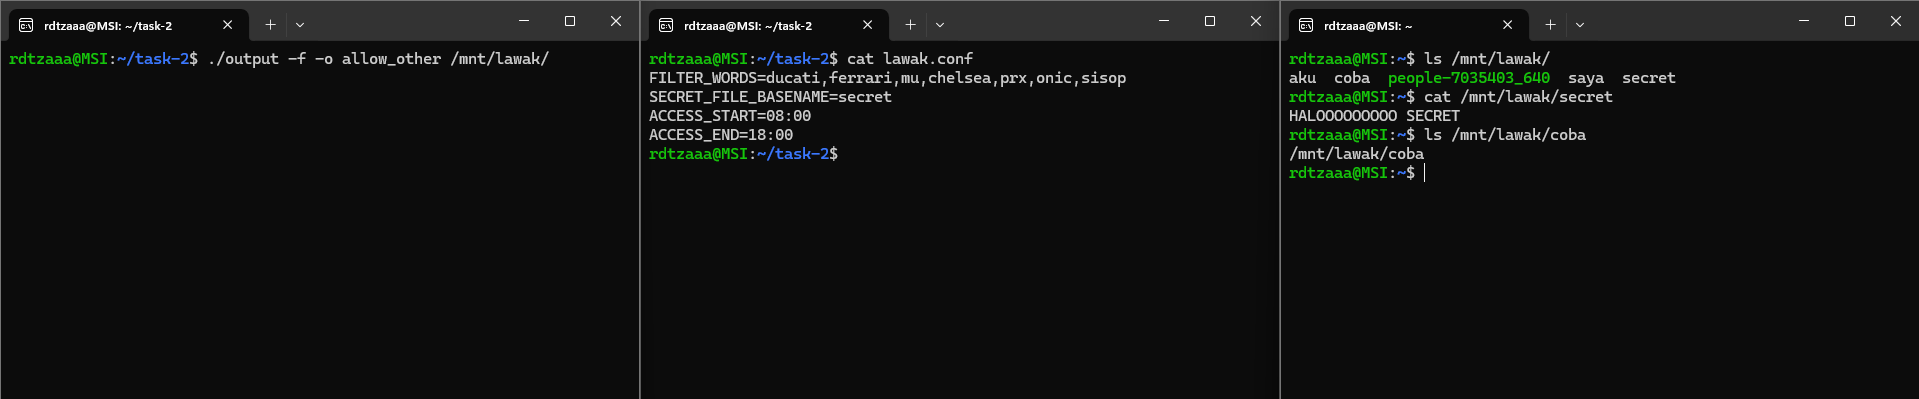 rdtzaaa@MSI: ~/task-2
rdtzaaa@MSI:~/task-2$ ./output -f -o allow_other /mnt/lawak/
rdtzaaa@MSI: ~/task-2
rdtzaaa@MSI:~/task-2$ cat lawak.conf
FILTER_WORDS=ducati,ferrari,mu,chelsea,prx,onic,sisop
SECRET_FILE_BASENAME=secret
ACCESS_START=08:00
ACCESS_END=18:00
rdtzaaa@MSI:~/task-2$
rdtzaaa@MSI: ~
rdtzaaa@MSI:~$ ls /mnt/lawak/
aku  coba  people-7035403_640  saya  secret
rdtzaaa@MSI:~$ cat /mnt/lawak/secret
HALOOOOOOOOO SECRET
rdtzaaa@MSI:~$ ls /mnt/lawak/coba
/mnt/lawak/coba
rdtzaaa@MSI:~$